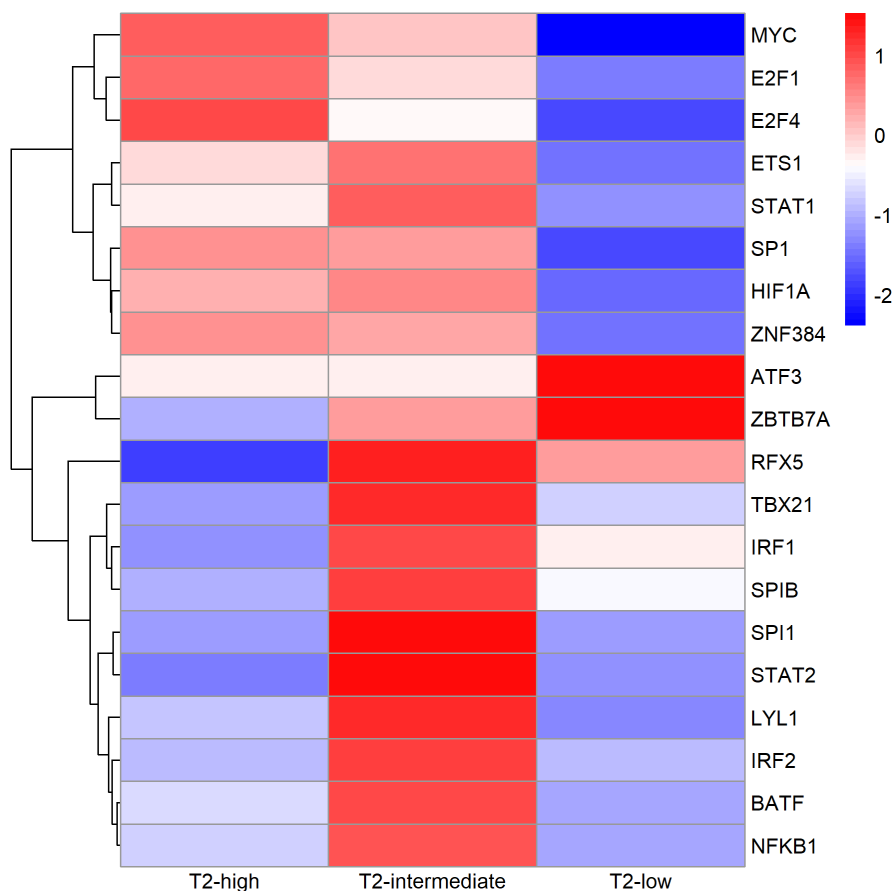 MYC
1
E2F1
E2F4
0
ETS1
STAT1
-1
SP1
HIF1A
-2
ZNF384
ATF3
ZBTB7A
RFX5
TBX21
IRF1
SPIB
SPI1
STAT2
LYL1
IRF2
BATF
NFKB1
T2-high T2-intermediate T2-low